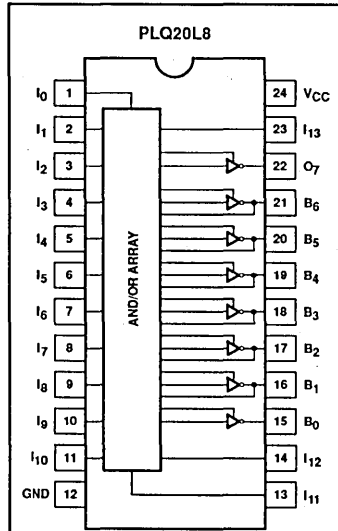 PLQ20L8
I0 1 24 VCC
I1 2 23 I13
I2 3 22 O7
I3 4 21 B6
I4 5 20 B5
I5 6 19 B4
I6 7 18 B3
I7 8 17 B2
I8 9 16 B1
I9 10 15 B0
I10 11 14 I12
GND 12 13 I11
AND/OR ARRAY